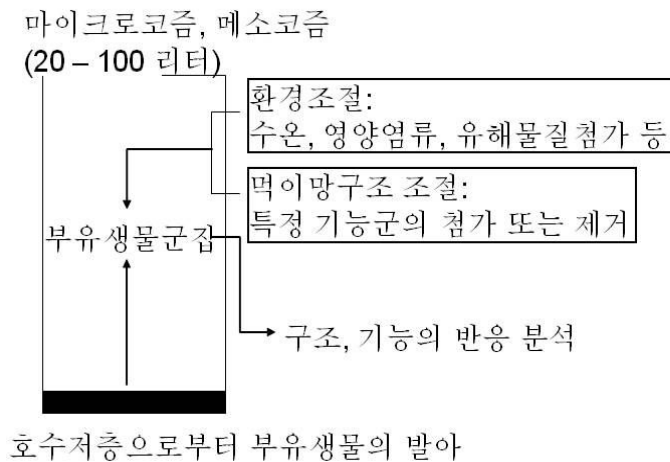 마이크로코즘, 메소코즘
(20 – 100 리터)
환경조절:
수온, 영양염류, 유해물질첨가 등
먹이망구조 조절:
특정 기능군의 첨가 또는 제거
부유생물군집
구조, 기능의 반응 분석
호수저층으로부터 부유생물의 발아